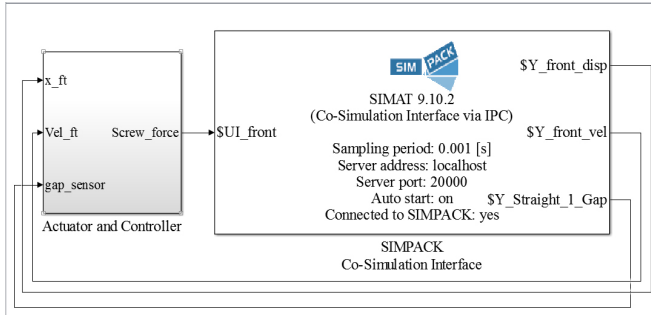 SIM PACK
x_ft
Vel_ft
gap_sensor
Screw_force
Actuator and Controller
$UI_front
SIMAT 9.10.2
(Co-Simulation Interface via IPC)
Sampling period: 0.001 [s]
Server address: localhost
Server port: 20000
Auto start: on
Connected to SIMPACK: yes
$Y_front_disp
$Y_front_vel
$Y_Straight_1_Gap
SIMPACK
Co-Simulation Interface